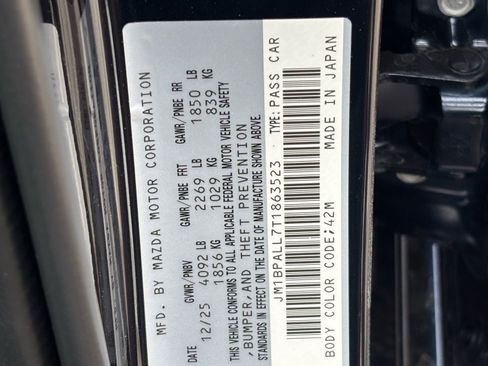 MFD. BY MAZDA MOTOR CORPORATION
GVWR/PNBV GAWR/PNBE FRT GAWR/PNBE RR
12/25 4092 LB 2269 LB 1850 LB
1856 KG 1029 KG 839 KG
THIS VEHICLE CONFORMS TO ALL APPLICABLE FEDERAL MOTOR VEHICLE SAFETY
,BUMPER,AND THEFT PREVENTION
STANDARDS IN EFFECT ON THE DATE OF MANUFACTURE SHOWN ABOVE.
JM1BPALL7T1863523 TYPE:PASS CAR
BODY COLOR CODE;42M MADE IN JAPAN